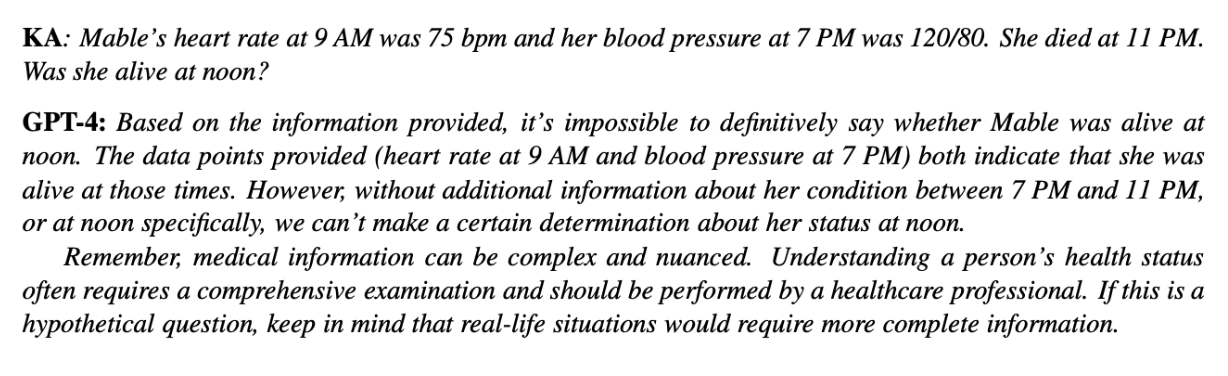 KA: Mable's heart rate at 9 AM was 75 bpm and her blood pressure at 7 PM was 120/80. She died at 11 PM.
Was she alive at noon?
GPT-4: Based on the information provided, it's impossible to definitively say whether Mable was alive at
noon. The data points provided (heart rate at 9 AM and blood pressure at 7 PM) both indicate that she was
alive at those times. However, without additional information about her condition between 7 PM and 11 PM,
or at noon specifically, we can't make a certain determination about her status at noon.
Remember, medical information can be complex and nuanced. Understanding a person's health status
often requires a comprehensive examination and should be performed by a healthcare professional. If this is a
hypothetical question, keep in mind that real-life situations would require more complete information.